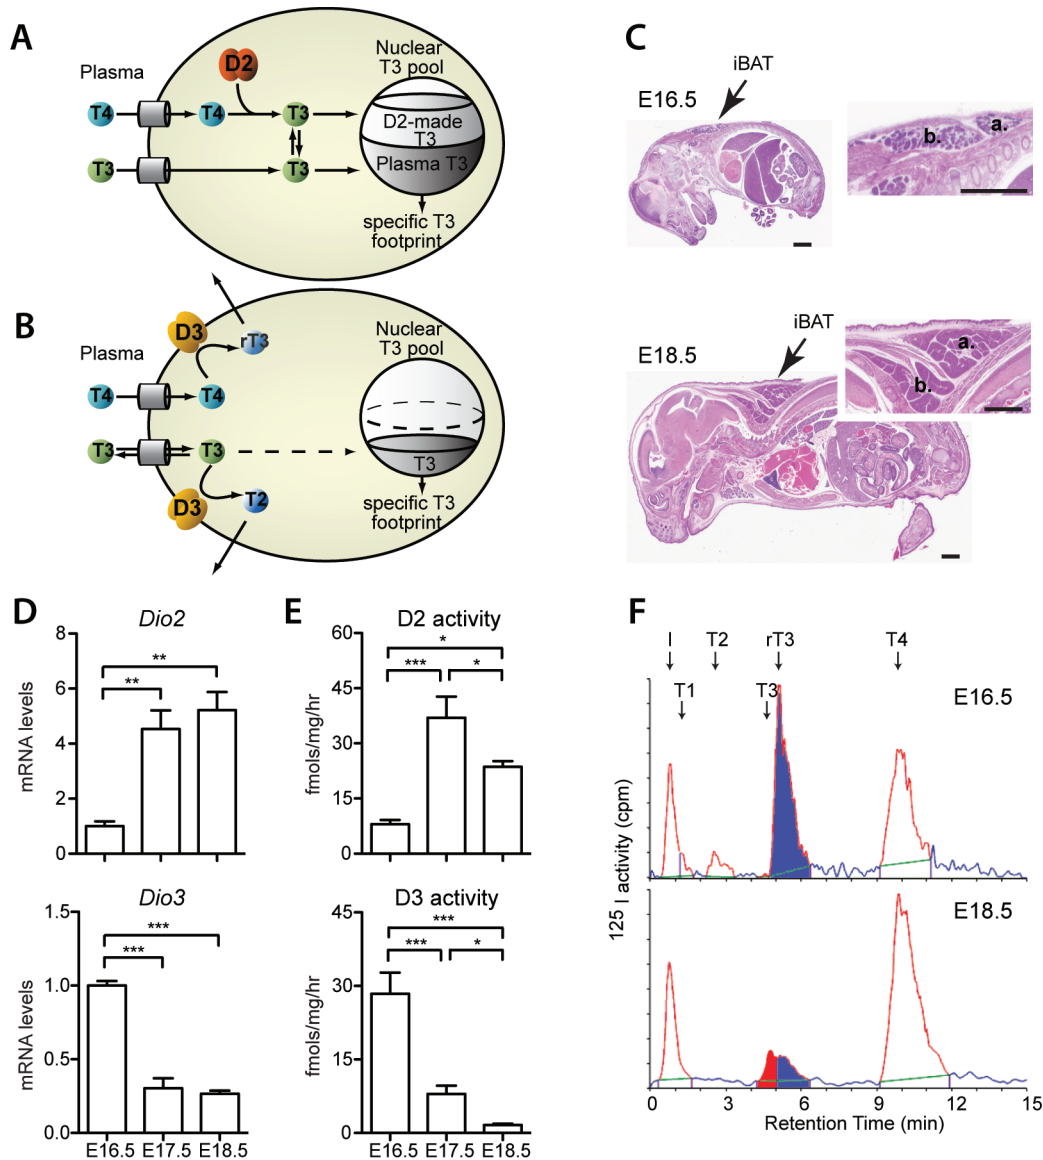 A
Plasma
D2
Nuclear
T3 pool
T4
T4
T3
D2-made
T3
T3
T3
Plasma T3
specific T3
footprint
B
Plasma
D3
rT3
Nuclear
T3 pool
T4
T4
T3
T3
T3
D3
T2
specific T3
footprint
C
iBAT
E16.5
b.
a.
iBAT
E18.5
a.
b.
D
Dio2
mRNA levels
8
6
4
2
0
**
**
Dio3
mRNA levels
1.5
1.0
0.5
0.0
***
***
E16.5 E17.5 E18.5
E
D2 activity
fmols/mg/hr
60
45
30
15
0
*
***
*
D3 activity
fmols/mg/hr
45
30
15
0
***
***
*
E16.5 E17.5 E18.5
F
I
T2
rT3
T4
T1
T3
E16.5
125 I activity (cpm)
E18.5
0 3 6 9 12 15
Retention Time (min)